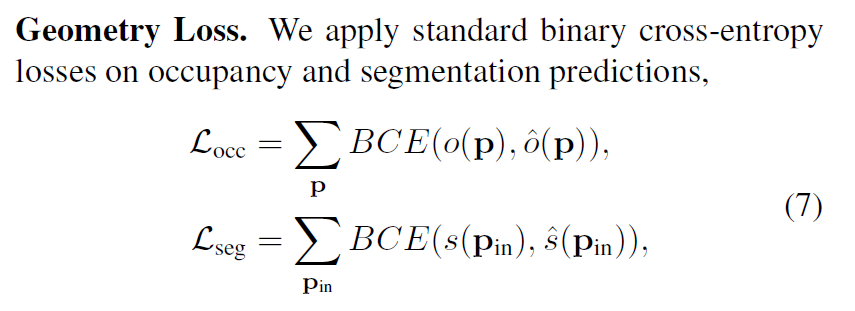 Geometry Loss. We apply standard binary cross-entropy
losses on occupancy and segmentation predictions,
$\mathcal{L}_{\text{occ}} = \sum_{\mathbf{p}} BCE(o(\mathbf{p}), \hat{o}(\mathbf{p})),$
$\mathcal{L}_{\text{seg}} = \sum_{\mathbf{p}_{\text{in}}} BCE(s(\mathbf{p}_{\text{in}}), \hat{s}(\mathbf{p}_{\text{in}})),$
(7)